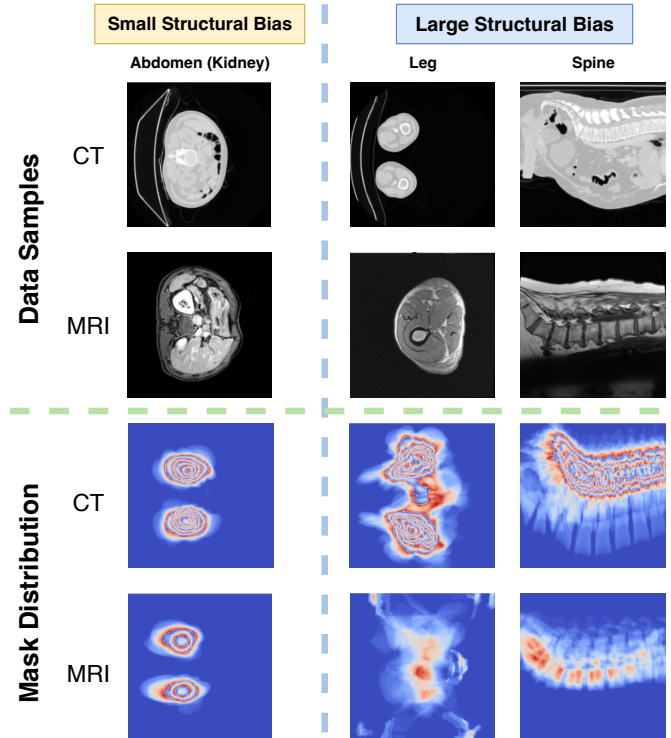 Small Structural Bias
Large Structural Bias
Abdomen (Kidney)
Leg
Spine
Data Samples
CT
MRI
Mask Distribution
CT
MRI